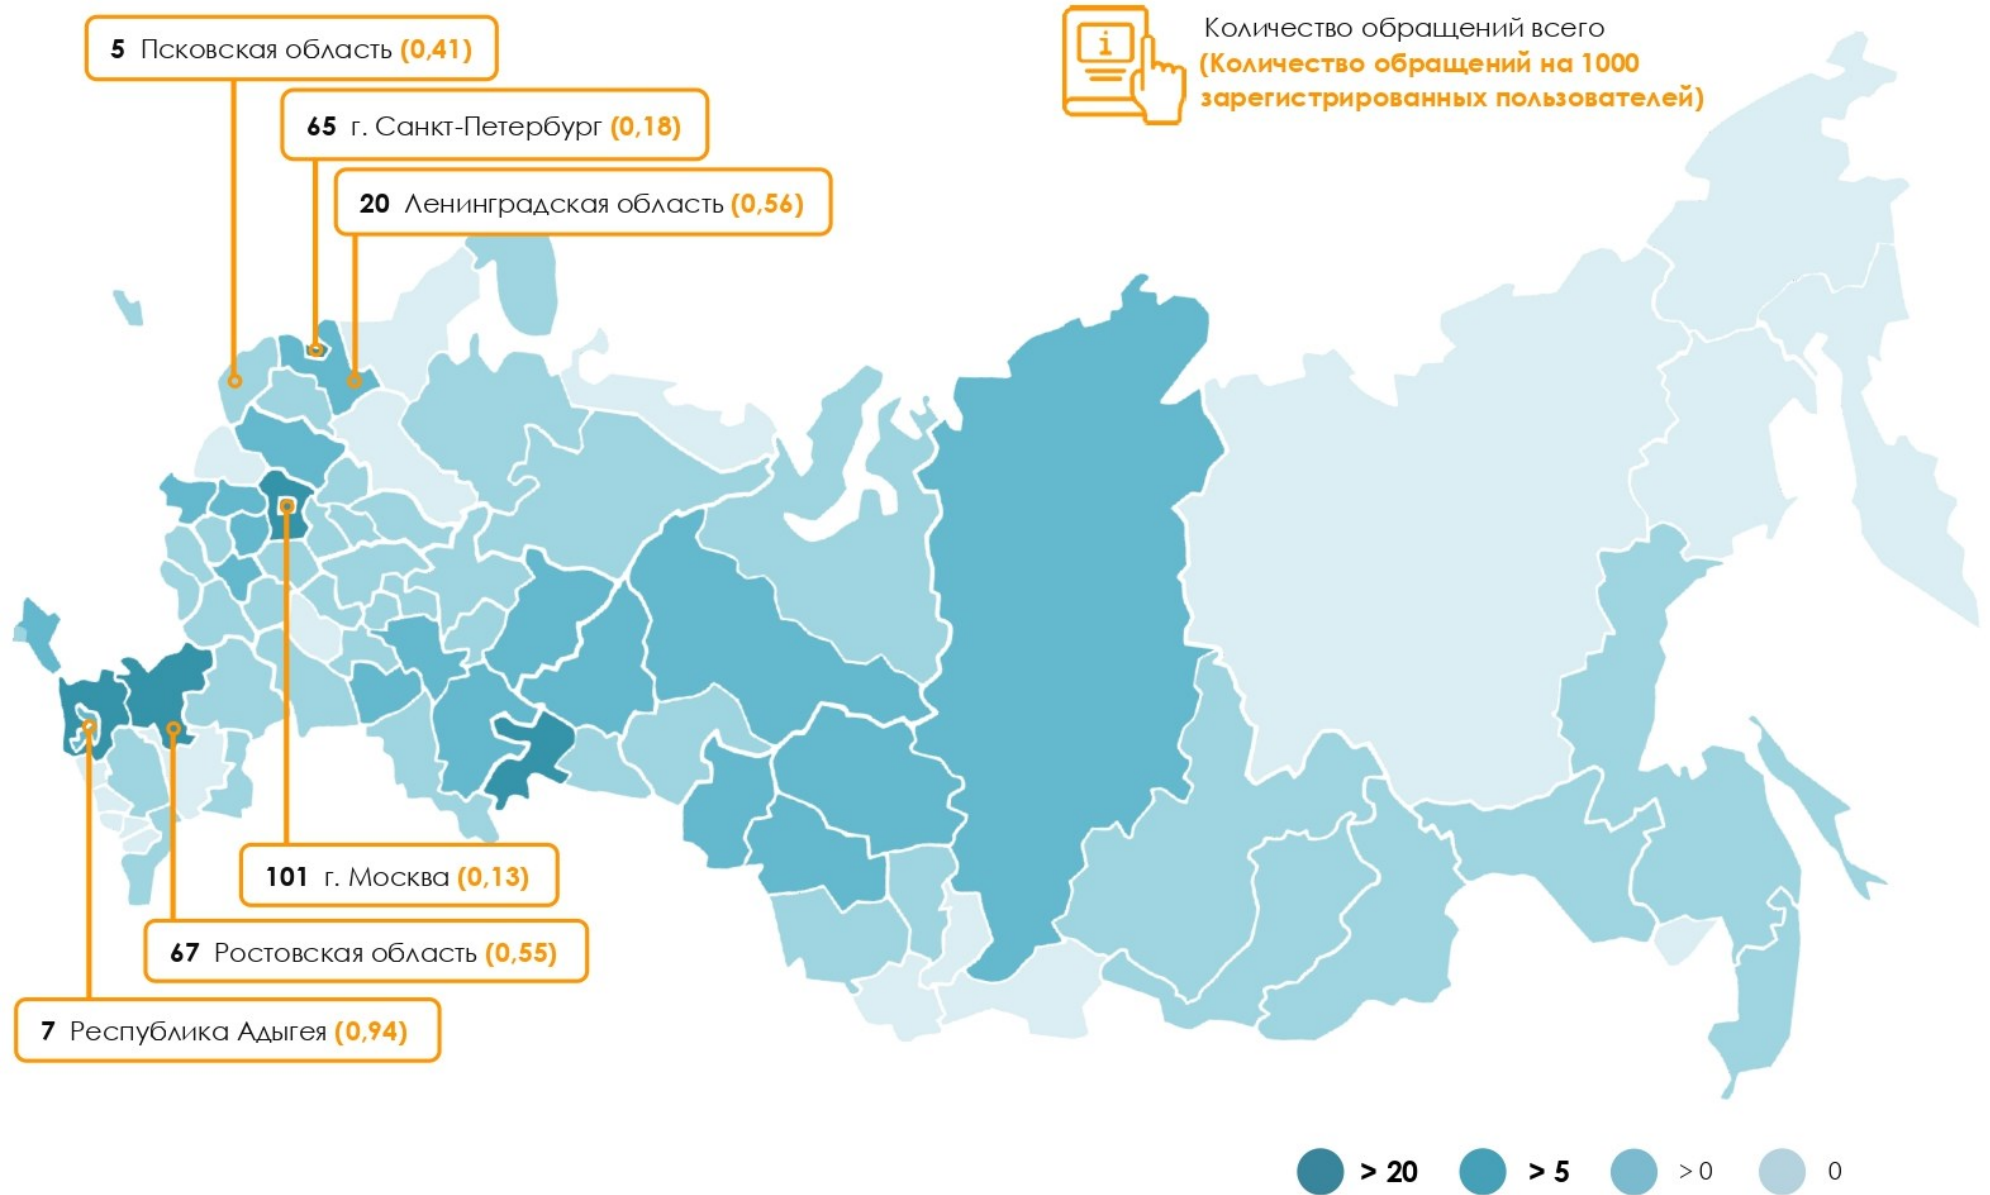 5 Псковская область (0,41)
65 г. Санкт-Петербург (0,18)
20 Ленинградская область (0,56)
i
Количество обращений всего
(Количество обращений на 1000
зарегистрированных пользователей)
101 г. Москва (0,13)
67 Ростовская область (0,55)
7 Республика Адыгея (0,94)
> 20 > 5 > 0 0